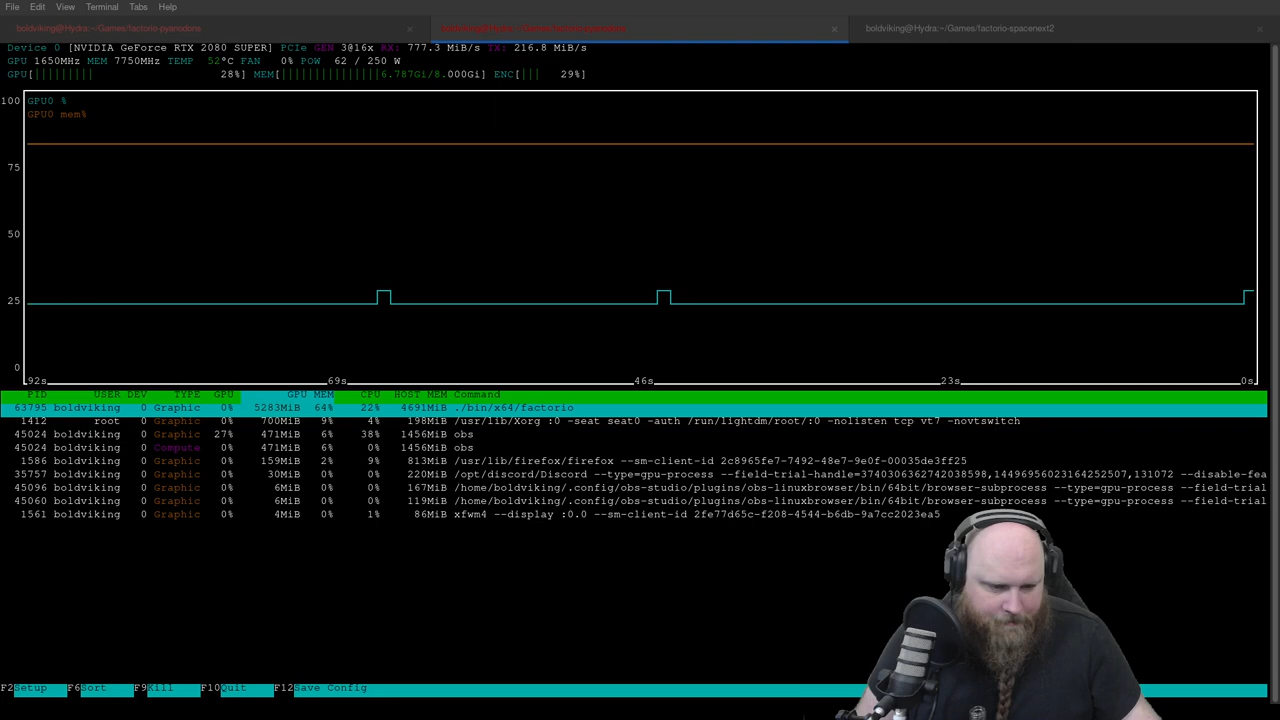 File Edit View Terminal Tabs Help
boldviking@Hydra:~/Games/factorio-pyanodons × boldviking@Hydra:~/Games/factorio-pyanodons × boldviking@Hydra:~/Games/factorio-spacenext2 ×
Device 0 [NVIDIA GeForce RTX 2080 SUPER] PCIe GEN 3@16x RX: 777.3 MiB/s TX: 216.8 MiB/s
GPU 1650MHz MEM 7750MHz TEMP 52°C FAN 0% POW 62 / 250 W
GPU[||||||||| 28%] MEM[|||||||||||||||6.787Gi/8.000Gi] ENC[||| 29%]
100 GPU0 %
GPU0 mem%
75
50
25
0
92s 69s 46s 23s 0s
PID USER DEV TYPE GPU GPU MEM CPU HOST MEM Command
63795 boldviking 0 Graphic 0% 5283MiB 64% 22% 4691MiB ./bin/x64/factorio
1412 root 0 Graphic 0% 700MiB 9% 4% 198MiB /usr/lib/Xorg :0 -seat seat0 -auth /run/lightdm/root/:0 -nolisten tcp vt7 -novtswitch
45024 boldviking 0 Graphic 27% 471MiB 6% 38% 1456MiB obs
45024 boldviking 0 Compute 0% 471MiB 6% 0% 1456MiB obs
1586 boldviking 0 Graphic 0% 159MiB 2% 9% 813MiB /usr/lib/firefox/firefox --sm-client-id 2c8965fe7-7492-48e7-9e0f-00035de3ff25
35757 boldviking 0 Graphic 0% 30MiB 0% 0% 220MiB /opt/discord/Discord --type=gpu-process --field-trial-handle=3740306362742038598,14496956023164252507,131072 --disable-fea
45096 boldviking 0 Graphic 0% 6MiB 0% 0% 167MiB /home/boldviking/.config/obs-studio/plugins/obs-linuxbrowser/bin/64bit/browser-subprocess --type=gpu-process --field-trial
45060 boldviking 0 Graphic 0% 6MiB 0% 0% 119MiB /home/boldviking/.config/obs-studio/plugins/obs-linuxbrowser/bin/64bit/browser-subprocess --type=gpu-process --field-trial
1561 boldviking 0 Graphic 0% 4MiB 0% 1% 86MiB xfwm4 --display :0.0 --sm-client-id 2fe77d65c-f208-4544-b6db-9a7cc2023ea5
F2Setup F6Sort F9Kill F10Quit F12Save Config